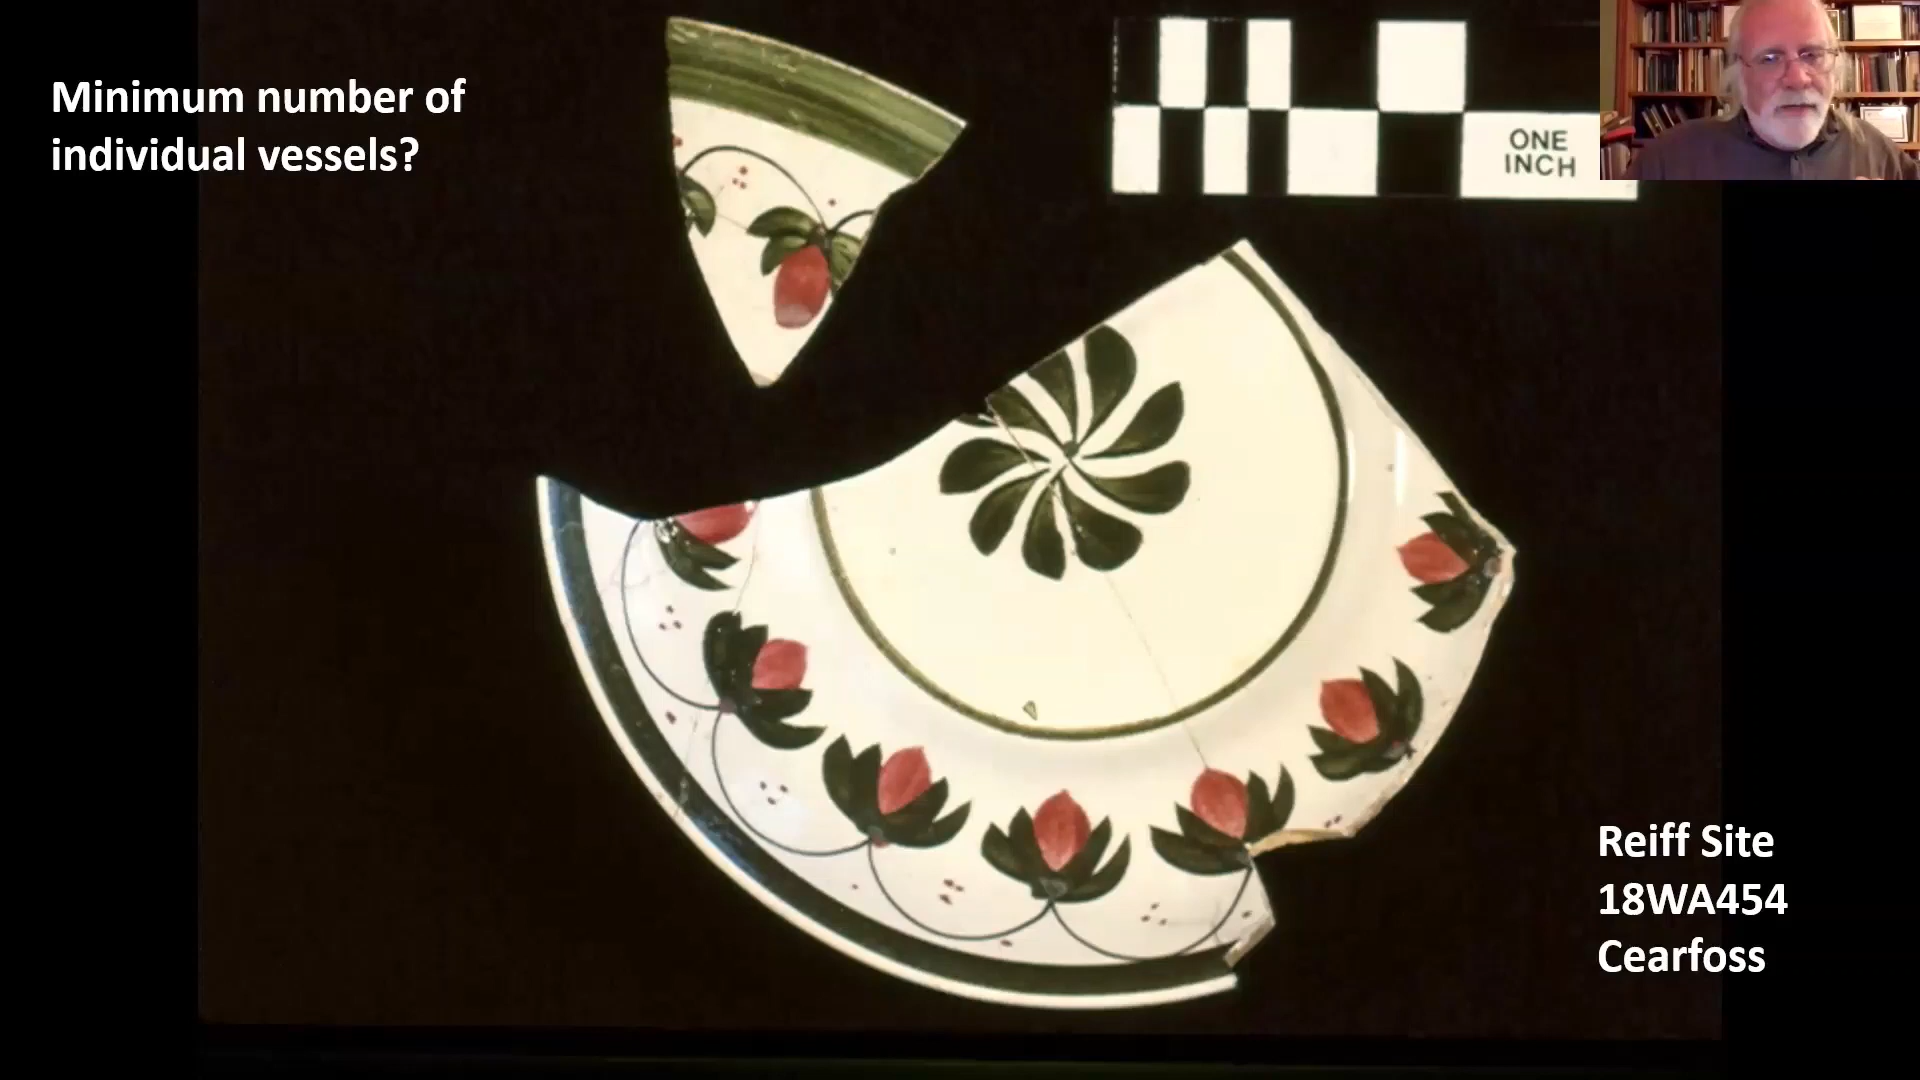 Minimum number of
individual vessels?
ONE
INCH
Reiff Site
18WA454
Cearfoss